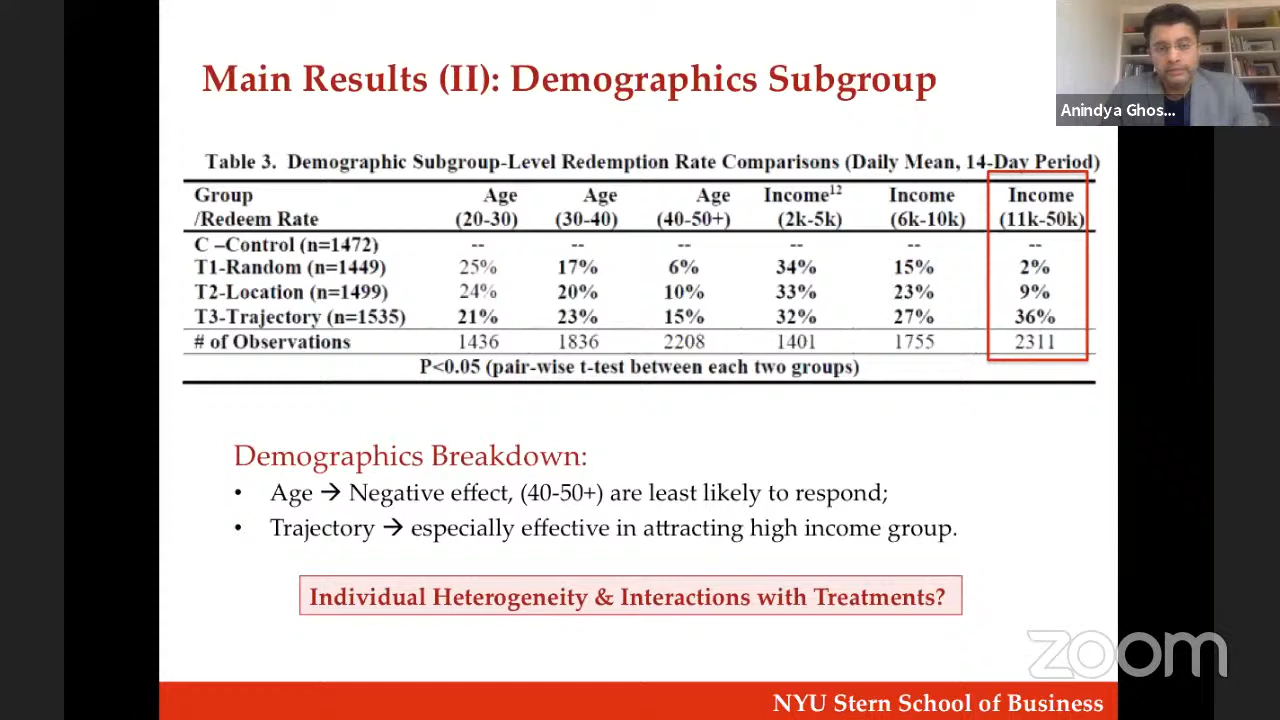 Main Results (II): Demographics Subgroup
Anindya Ghos...
Table 3. Demographic Subgroup-Level Redemption Rate Comparisons (Daily Mean, 14-Day Period)
Group /Redeem Rate Age (20-30) Age (30-40) Age (40-50+) Income12 (2k-5k) Income (6k-10k) Income (11k-50k)
C –Control (n=1472) -- -- -- -- -- --
T1-Random (n=1449) 25% 17% 6% 34% 15% 2%
T2-Location (n=1499) 24% 20% 10% 33% 23% 9%
T3-Trajectory (n=1535) 21% 23% 15% 32% 27% 36%
# of Observations 1436 1836 2208 1401 1755 2311
P<0.05 (pair-wise t-test between each two groups)
Demographics Breakdown:
• Age → Negative effect, (40-50+) are least likely to respond;
• Trajectory → especially effective in attracting high income group.
Individual Heterogeneity & Interactions with Treatments?
zoom
NYU Stern School of Business